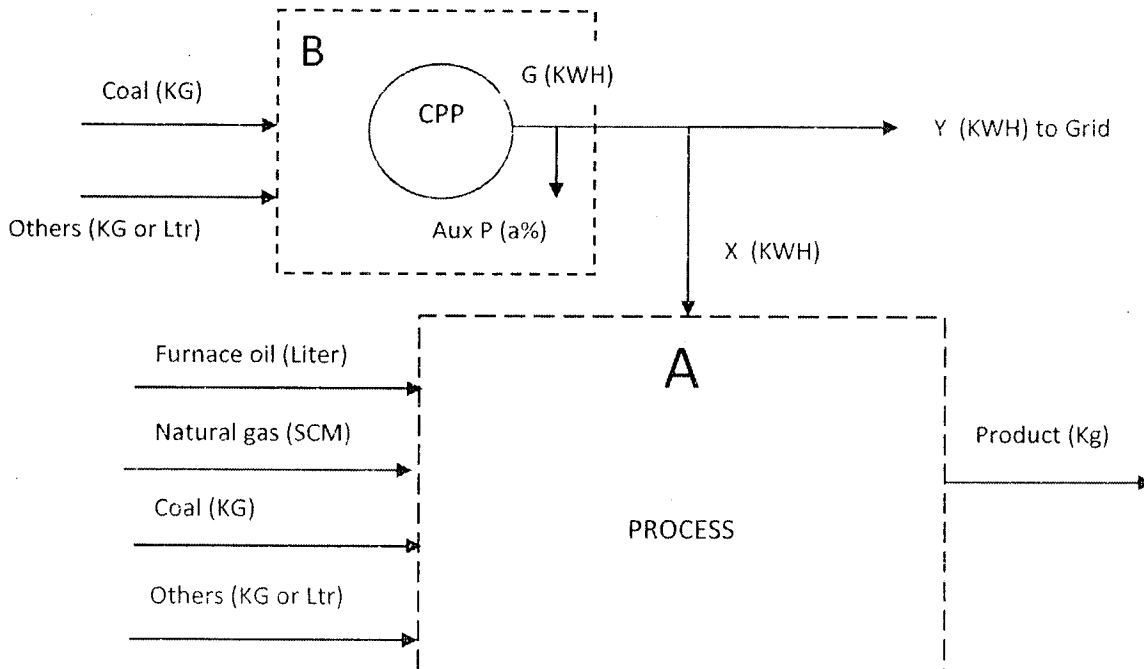 B
G (KWH)
Coal (KG)
CPP
Y (KWH) to Grid
Others (KG or Ltr)
Aux P (a%)
X (KWH)
Furnace oil (Liter)
A
Natural gas (SCM)
Product (Kg)
Coal (KG)
PROCESS
Others (KG or Ltr)